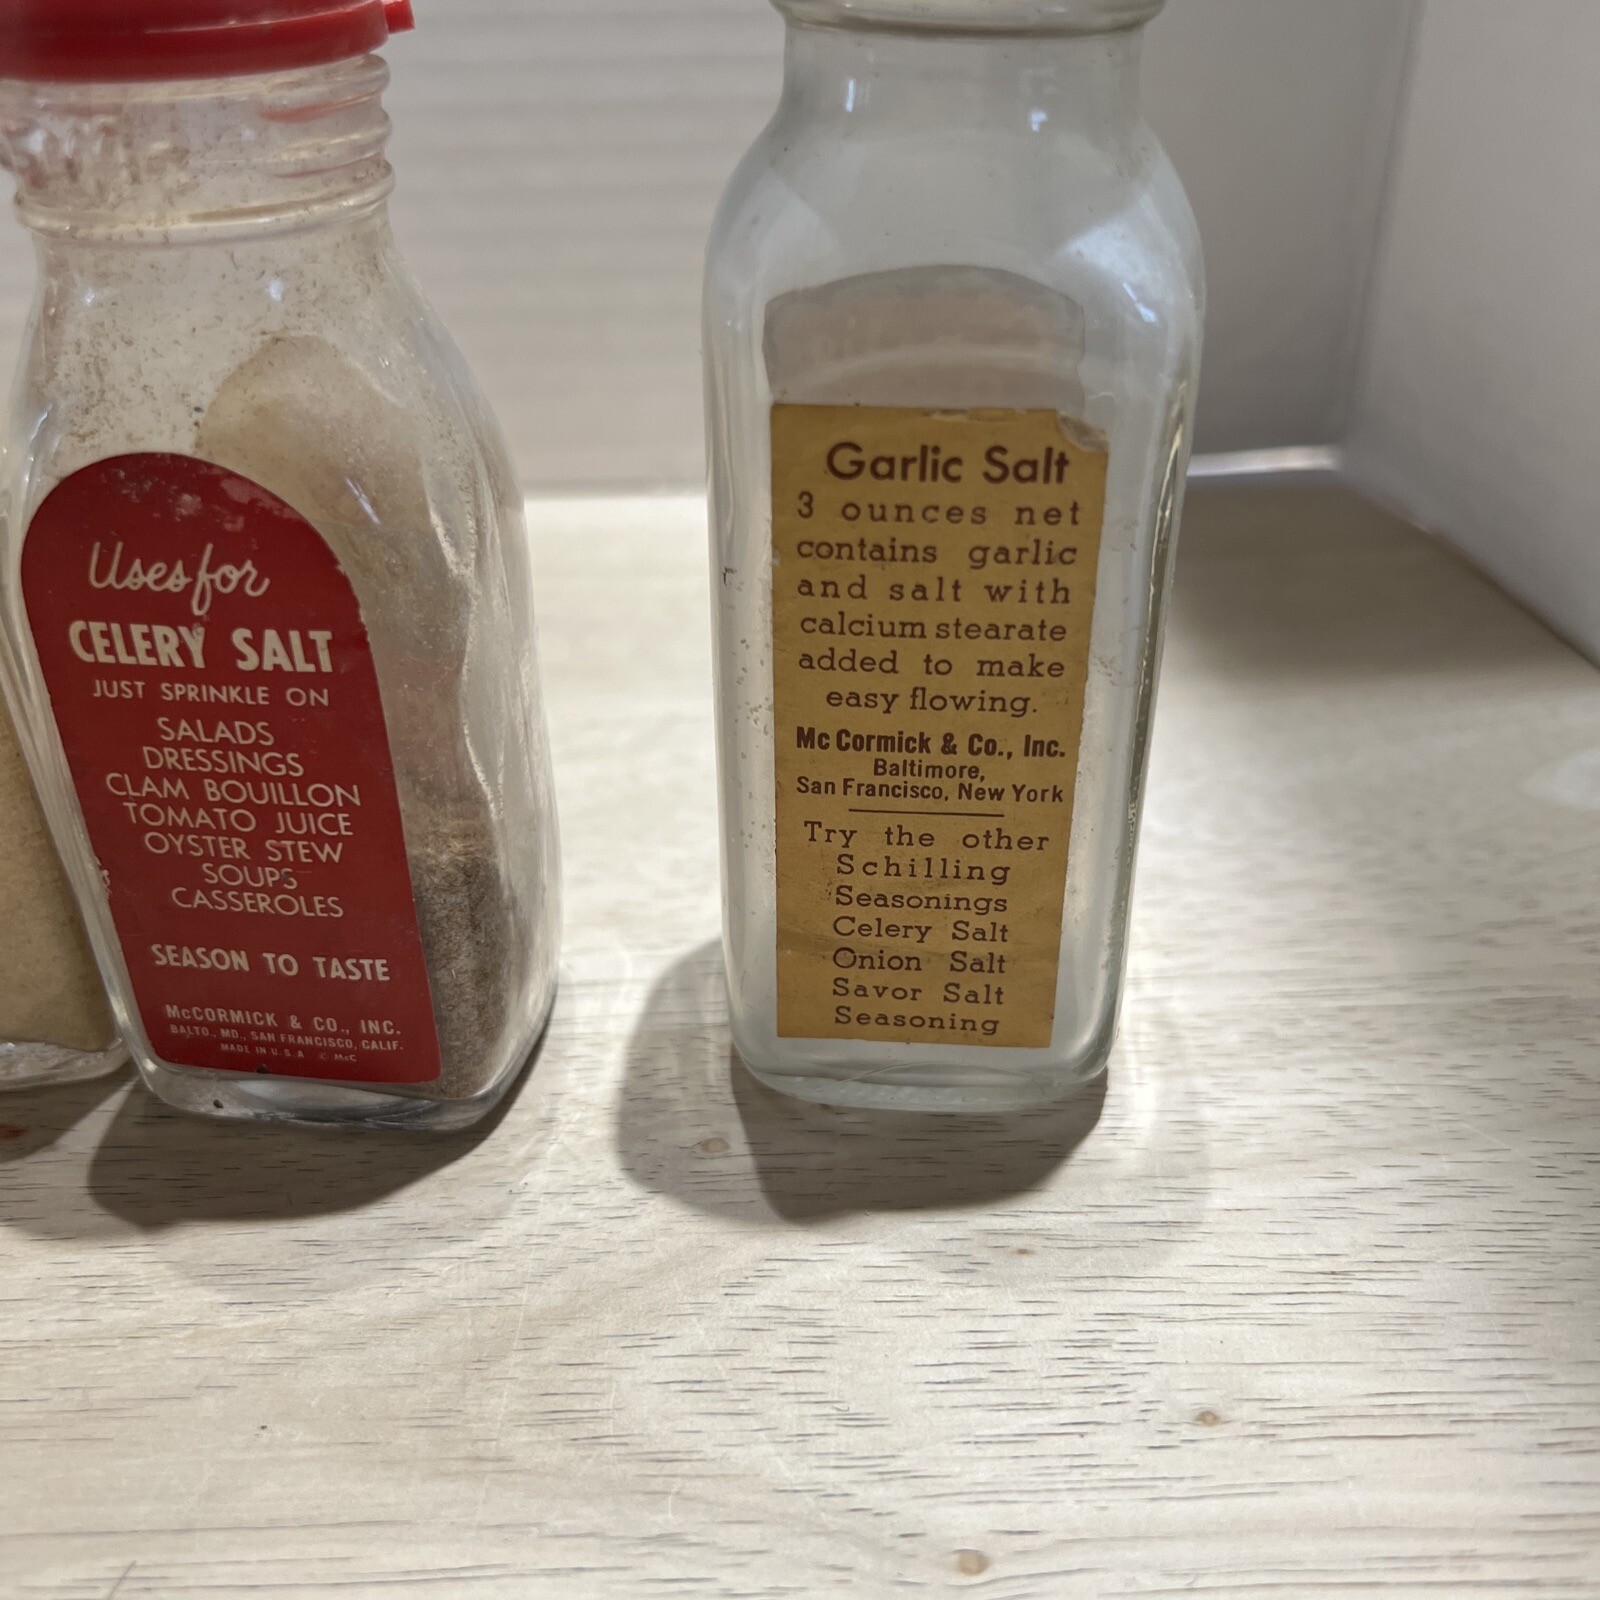 Uses for
CELERY SALT
JUST SPRINKLE ON
SALADS
DRESSINGS
CLAM BOUILLON
TOMATO JUICE
OYSTER STEW
SOUPS
CASSEROLES
SEASON TO TASTE
McCORMICK & CO., INC.
BALTO., MD., SAN FRANCISCO, CALIF.
MADE IN U.S.A © McC
Garlic Salt
3 ounces net
contains garlic
and salt with
calcium stearate
added to make
easy flowing.
Mc Cormick & Co., Inc.
Baltimore,
San Francisco, New York
Try the other
Schilling
Seasonings
Celery Salt
Onion Salt
Savor Salt
Seasoning